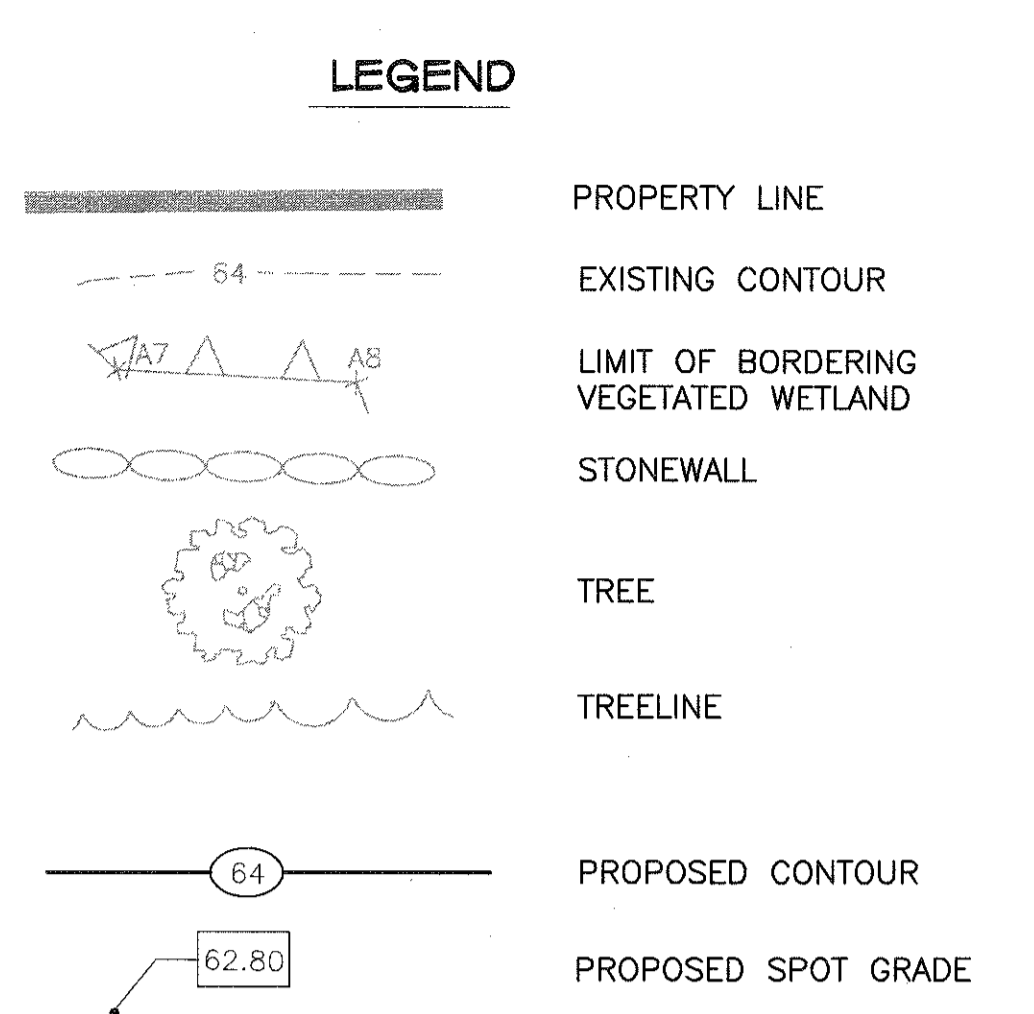 LEGEND
PROPERTY LINE
64
EXISTING CONTOUR
A7 A8
LIMIT OF BORDERING
VEGETATED WETLAND
STONEWALL
TREE
TREELINE
64
PROPOSED CONTOUR
62.80
PROPOSED SPOT GRADE